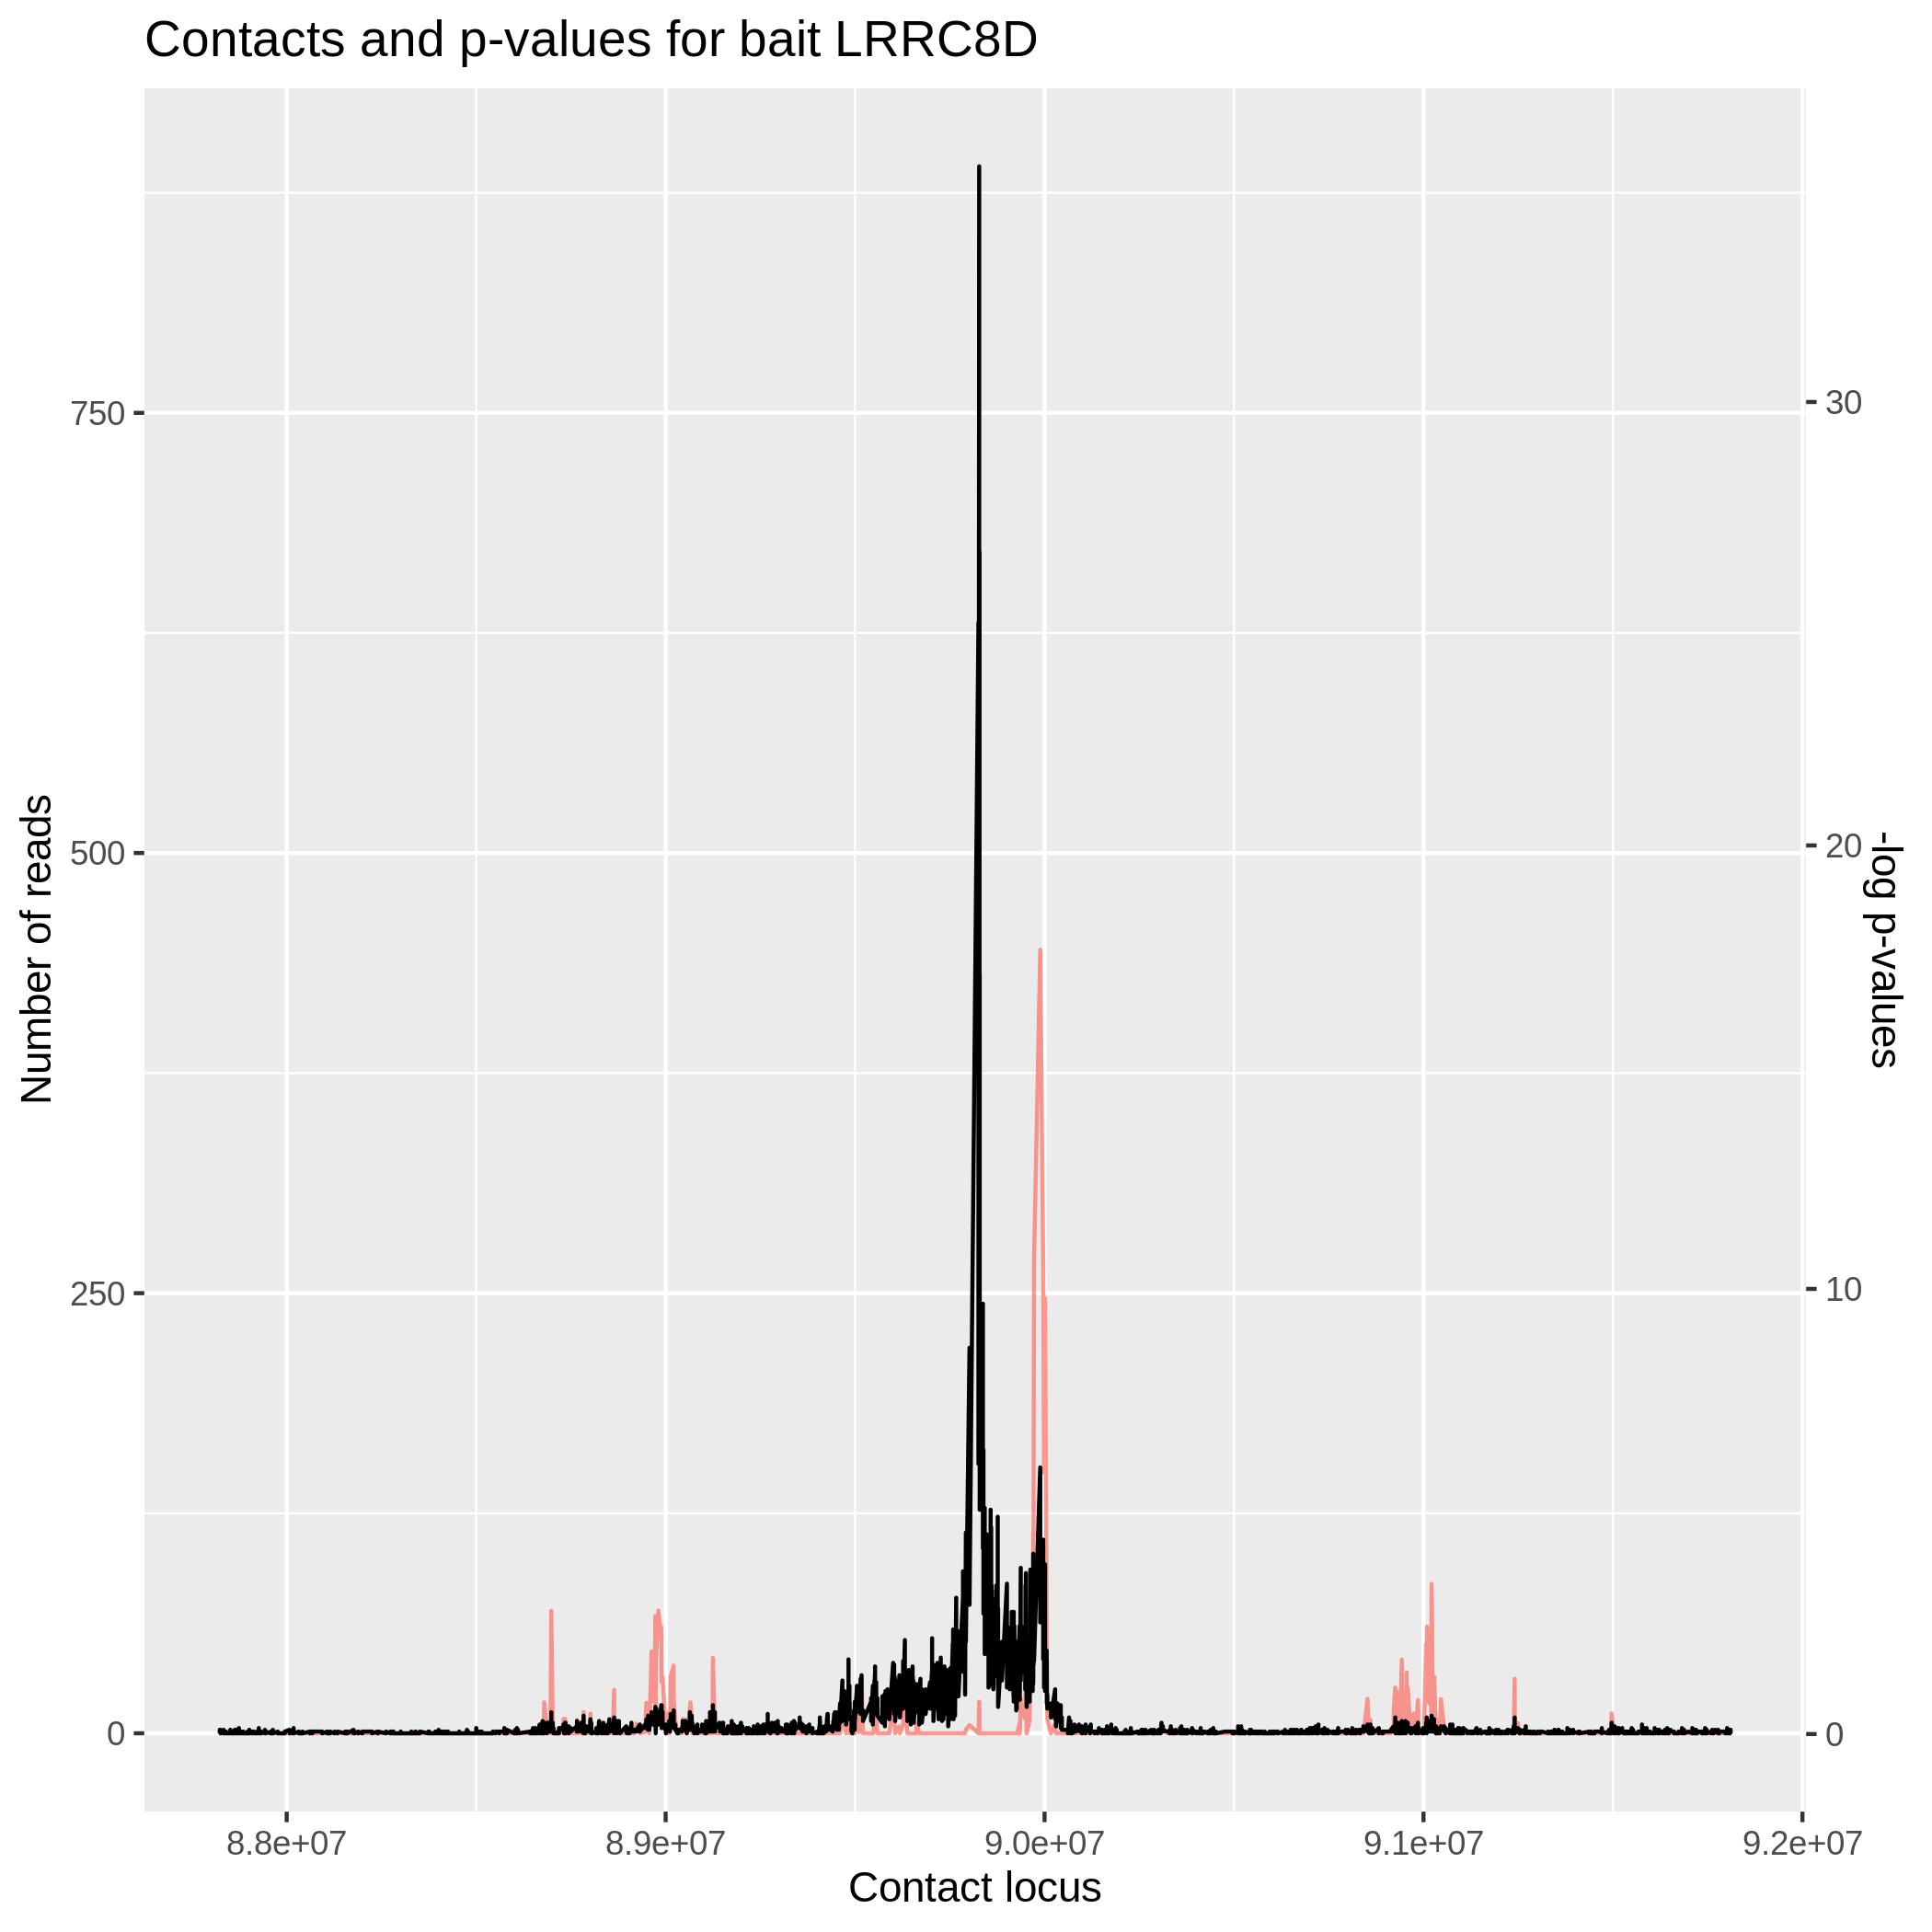 Contacts and p-values for bait LRRC8D
Number of reads
750
500
250
0
30
20
10
0
-log p-values
8.8e+07
8.9e+07
9.0e+07
9.1e+07
9.2e+07
Contact locus